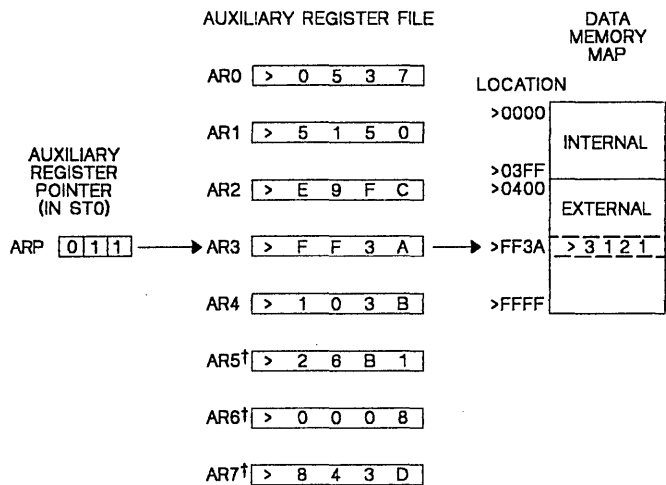 AUXILIARY REGISTER FILE
DATA
MEMORY
MAP
LOCATION
AR0 > 0 5 3 7
>0000
AR1 > 5 1 5 0
INTERNAL
AUXILIARY
REGISTER
POINTER
(IN ST0)
>03FF
AR2 > E 9 F C
>0400
EXTERNAL
ARP 0 1 1
AR3 > F F 3 A
>FF3A
> 3 1 2 1
AR4 > 1 0 3 B
>FFFF
AR5† > 2 6 B 1
AR6† > 0 0 0 8
AR7† > 8 4 3 D